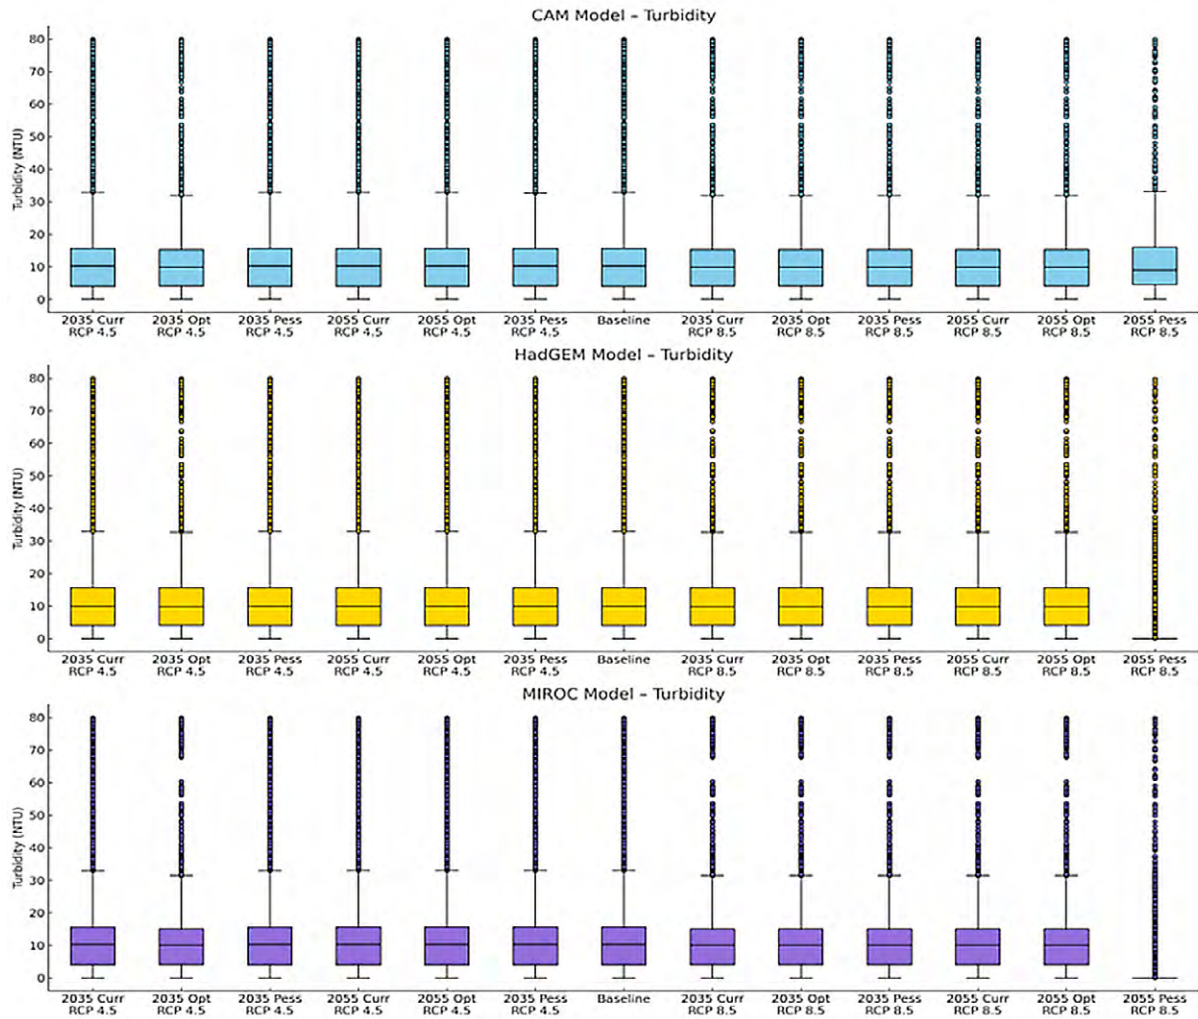 CAM Model – Turbidity
80
70
60
50
40
30
20
10
0
Turbidity (NTU)
2035 Curr 2035 Opt 2035 Pess 2055 Curr 2055 Opt 2035 Pess Baseline 2035 Curr 2035 Opt 2035 Pess 2055 Curr 2055 Opt 2055 Pess
RCP 4.5 RCP 4.5 RCP 4.5 RCP 4.5 RCP 4.5 RCP 4.5 RCP 8.5 RCP 8.5 RCP 8.5 RCP 8.5 RCP 8.5 RCP 8.5
HadGEM Model – Turbidity
80
70
60
50
40
30
20
10
0
Turbidity (NTU)
2035 Curr 2035 Opt 2035 Pess 2055 Curr 2055 Opt 2035 Pess Baseline 2035 Curr 2035 Opt 2035 Pess 2055 Curr 2055 Opt 2055 Pess
RCP 4.5 RCP 4.5 RCP 4.5 RCP 4.5 RCP 4.5 RCP 4.5 RCP 8.5 RCP 8.5 RCP 8.5 RCP 8.5 RCP 8.5 RCP 8.5
MIROC Model – Turbidity
80
70
60
50
40
30
20
10
0
Turbidity (NTU)
2035 Curr 2035 Opt 2035 Pess 2055 Curr 2055 Opt 2035 Pess Baseline 2035 Curr 2035 Opt 2035 Pess 2055 Curr 2055 Opt 2055 Pess
RCP 4.5 RCP 4.5 RCP 4.5 RCP 4.5 RCP 4.5 RCP 4.5 RCP 8.5 RCP 8.5 RCP 8.5 RCP 8.5 RCP 8.5 RCP 8.5